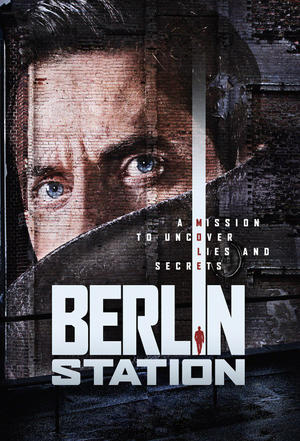 A MISSION
TO UNCOVER
LIES AND
SECRETS
BERLIN
STATION